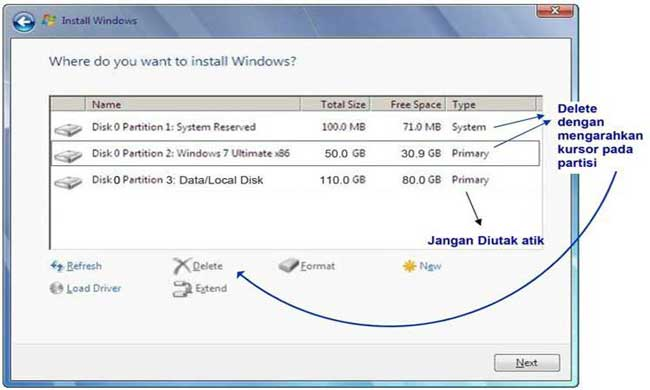 Install Windows
Where do you want to install Windows?
Name Total Size Free Space Type
Disk 0 Partition 1: System Reserved 100.0 MB 71.0 MB System
Disk 0 Partition 2: Windows 7 Ultimate x86 50.0 GB 30.9 GB Primary
Disk 0 Partition 3: Data/Local Disk 110.0 GB 80.0 GB Primary
Delete
dengan
mengarahkan
kursor pada
partisi
Jangan Diutak atik
Refresh Delete Format New
Load Driver Extend
Next